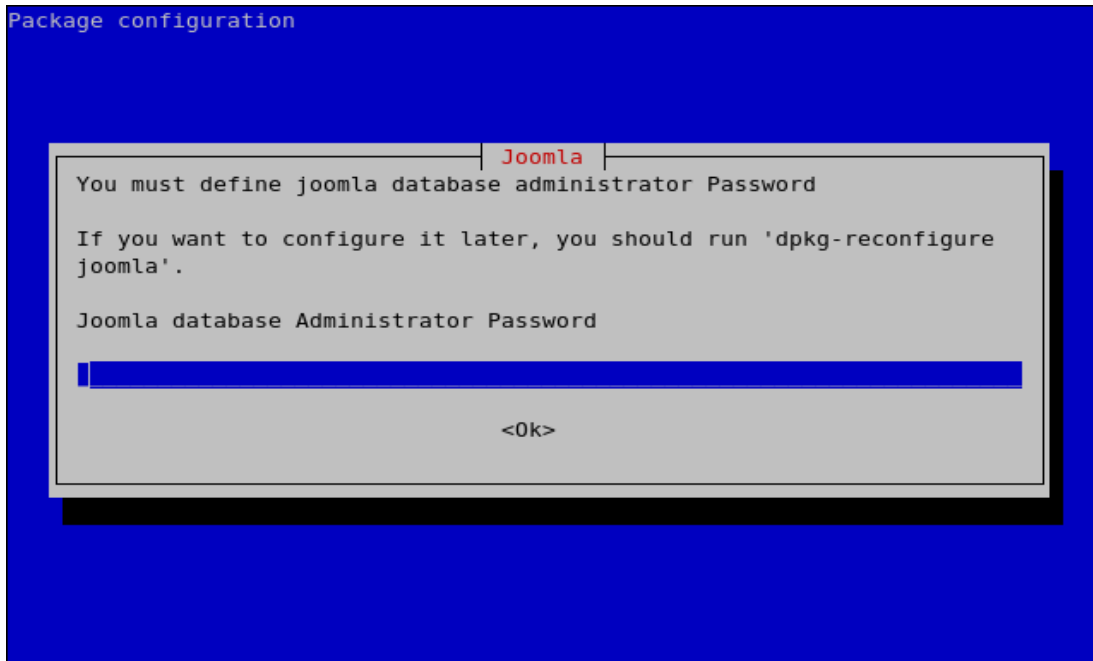 Package configuration
Joomla
You must define joomla database administrator Password
If you want to configure it later, you should run 'dpkg-reconfigure
joomla'.
Joomla database Administrator Password
<Ok>